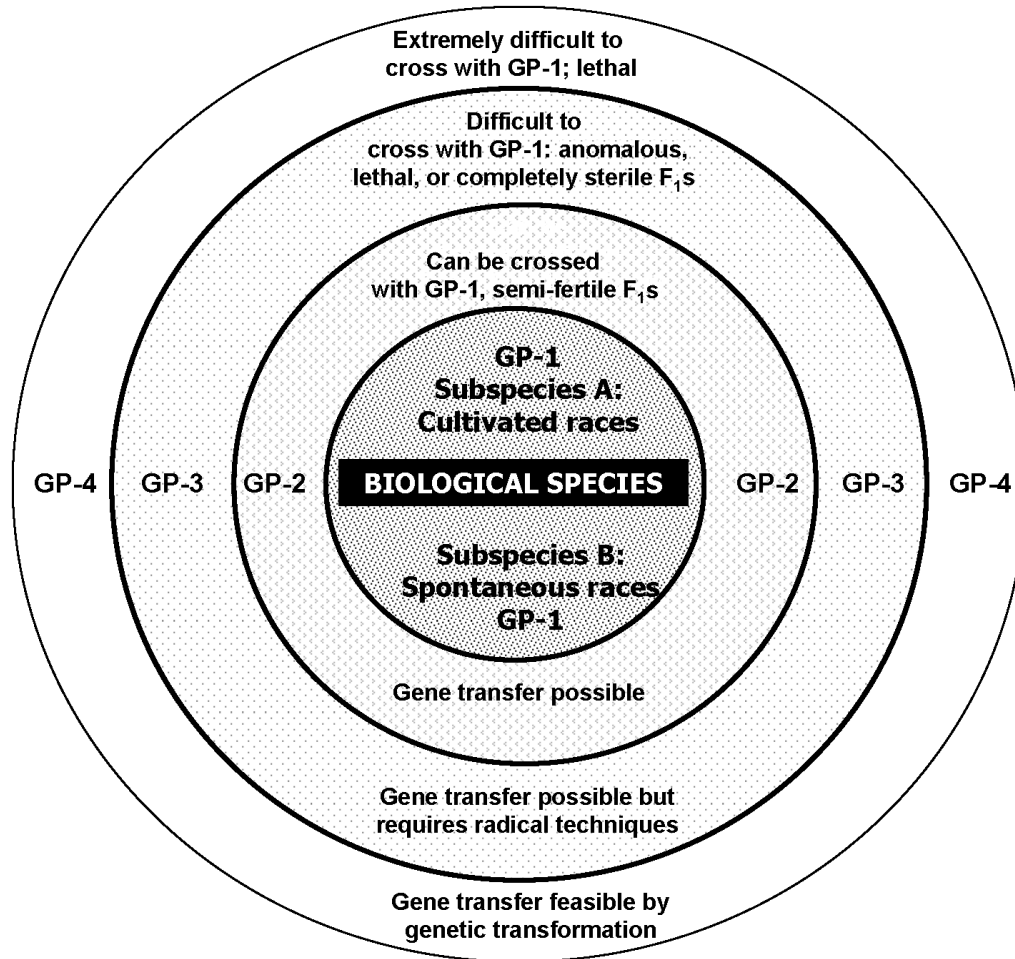 Extremely difficult to
cross with GP-1; lethal
Difficult to
cross with GP-1: anomalous,
lethal, or completely sterile F₁s
Can be crossed
with GP-1, semi-fertile F₁s
GP-1
Subspecies A:
Cultivated races
GP-4 GP-3 GP-2 BIOLOGICAL SPECIES GP-2 GP-3 GP-4
Subspecies B:
Spontaneous races
GP-1
Gene transfer possible
Gene transfer possible but
requires radical techniques
Gene transfer feasible by
genetic transformation